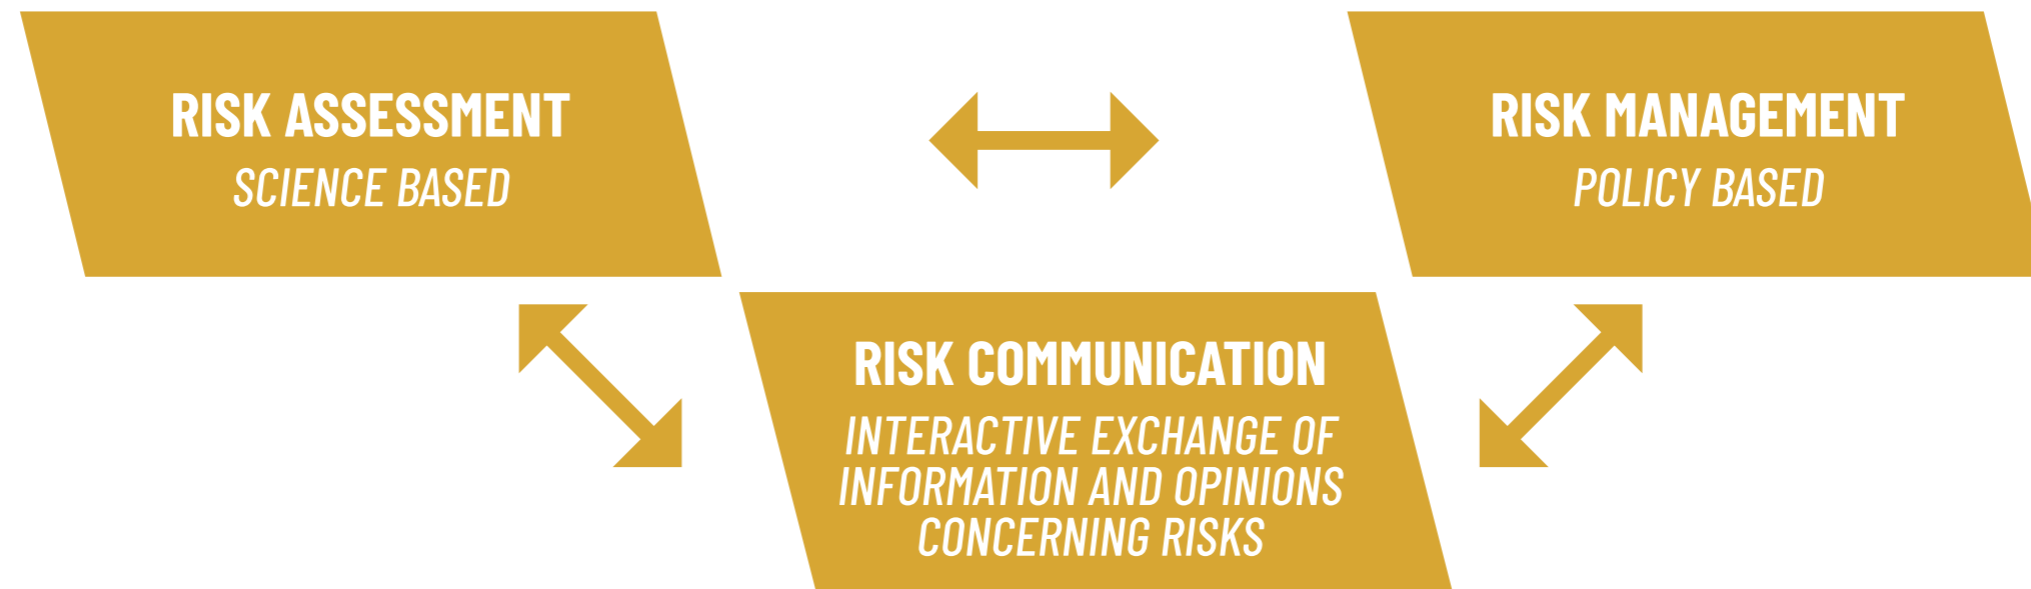 RISK ASSESSMENT
SCIENCE BASED
RISK MANAGEMENT
POLICY BASED
RISK COMMUNICATION
INTERACTIVE EXCHANGE OF
INFORMATION AND OPINIONS
CONCERNING RISKS